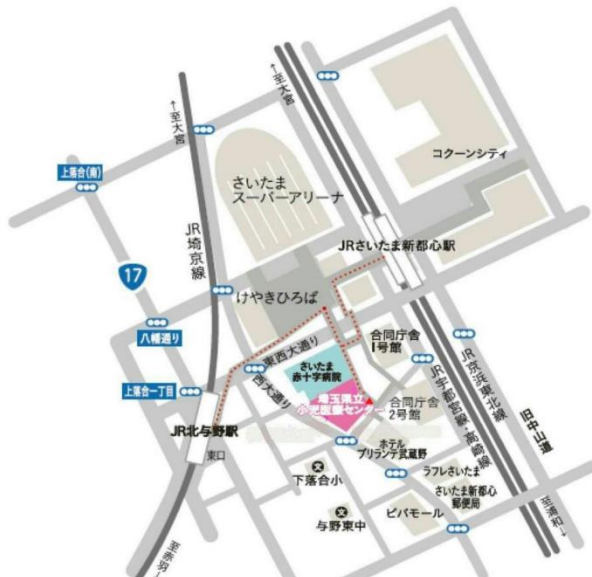 ←至大宮
←至大宮
コクーンシティ
さいたま
スーパーアリーナ
上落合(南)
JR埼京線
JRさいたま新都心駅
17
けやきひろば
八幡通り
東西大通り
合同庁舎
1号館
さいたま
赤十字病院
西大通り
上落合一丁目
埼玉県立
小児医療センター
合同庁舎
2号館
JR宇都宮線・高崎線
JR京浜東北線
旧中山道
JR北与野駅
東口
ホテル
ブリランテ武蔵野
文
下落合小
ラフレさいたま
さいたま新都心
郵便局
文
与野東中
ビバモール
至浦和→
至赤羽→